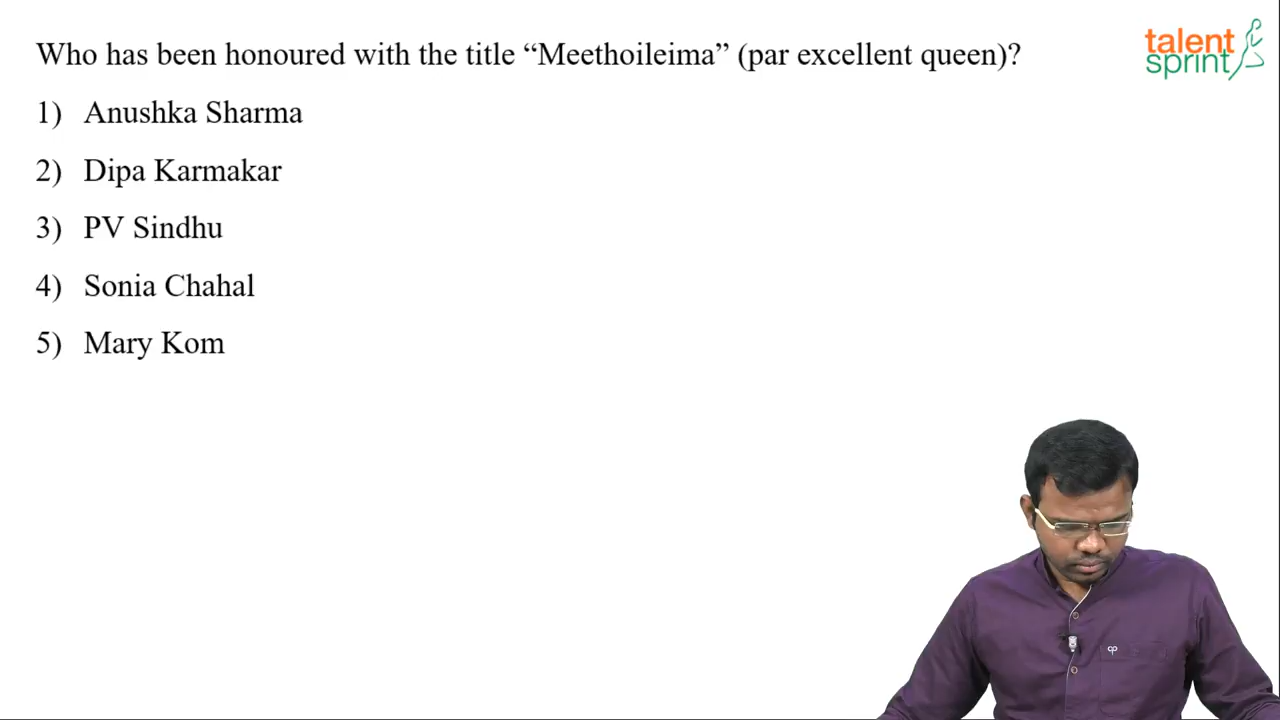 Who has been honoured with the title “Meethoileima” (par excellent queen)?
1) Anushka Sharma
2) Dipa Karmakar
3) PV Sindhu
4) Sonia Chahal
5) Mary Kom
talent
sprint